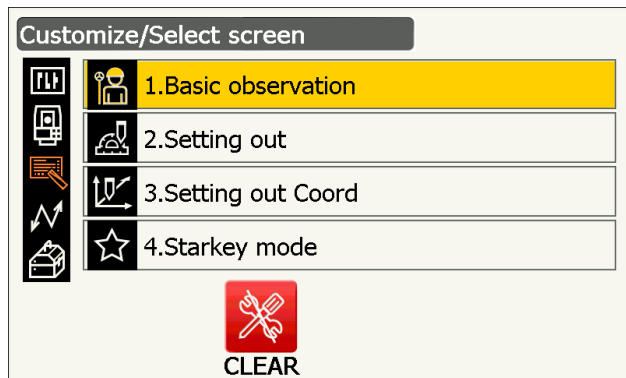 Customize/Select screen
1.Basic observation
2.Setting out
3.Setting out Coord
4.Starkey mode
CLEAR